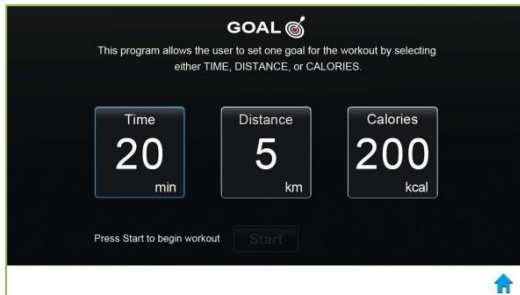 GOAL
This program allows the user to set one goal for the workout by selecting
either TIME, DISTANCE, or CALORIES.
Time Distance Calories
20 5 200
min km kcal
Press Start to begin workout Start